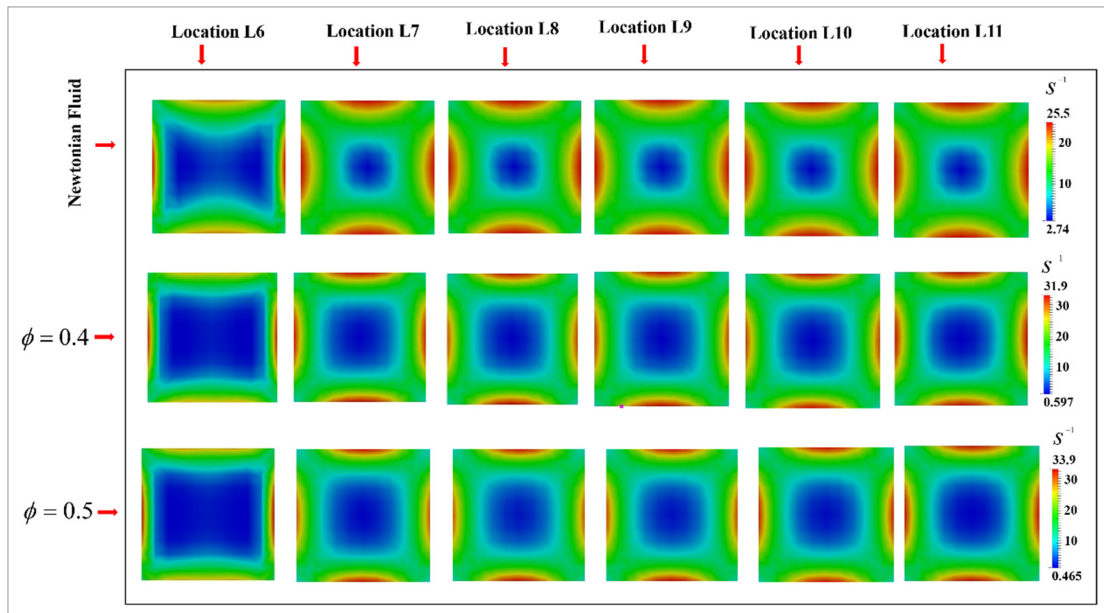 Location L6 Location L7 Location L8 Location L9 Location L10 Location L11
Newtonian Fluid
S⁻¹
25.5
20
10
2.74
ϕ = 0.4
S⁻¹
31.9
30
20
10
0.597
ϕ = 0.5
S⁻¹
33.9
30
20
10
0.465